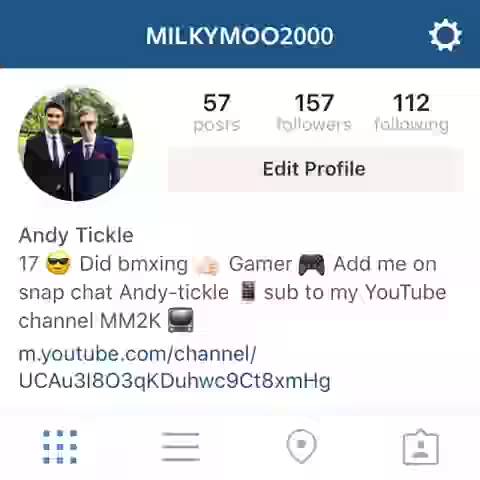 MILKYMOO2000
57 157 112
posts followers following
Edit Profile
Andy Tickle
17 😎 Did bmxing 👍🏻 Gamer 🎮 Add me on
snap chat Andy-tickle 📱 sub to my YouTube
channel MM2K 📺
m.youtube.com/channel/
UCAu3I8O3qKDuhwc9Ct8xmHg